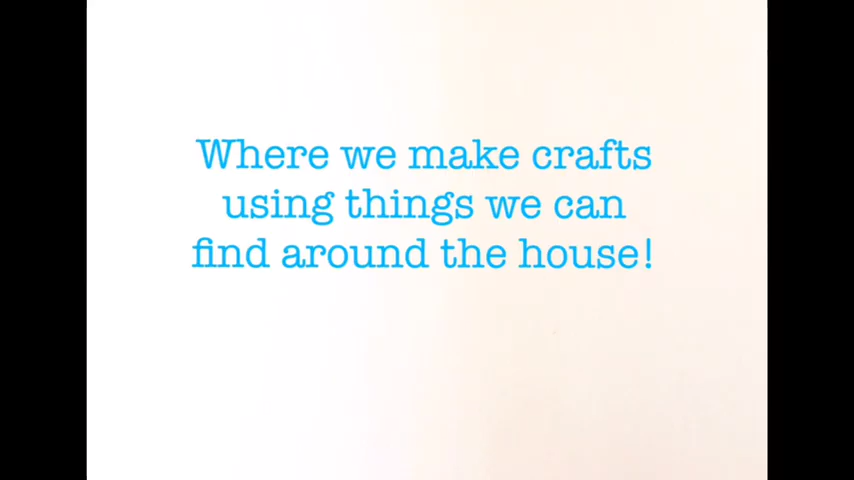 Where we make crafts
using things we can
find around the house!